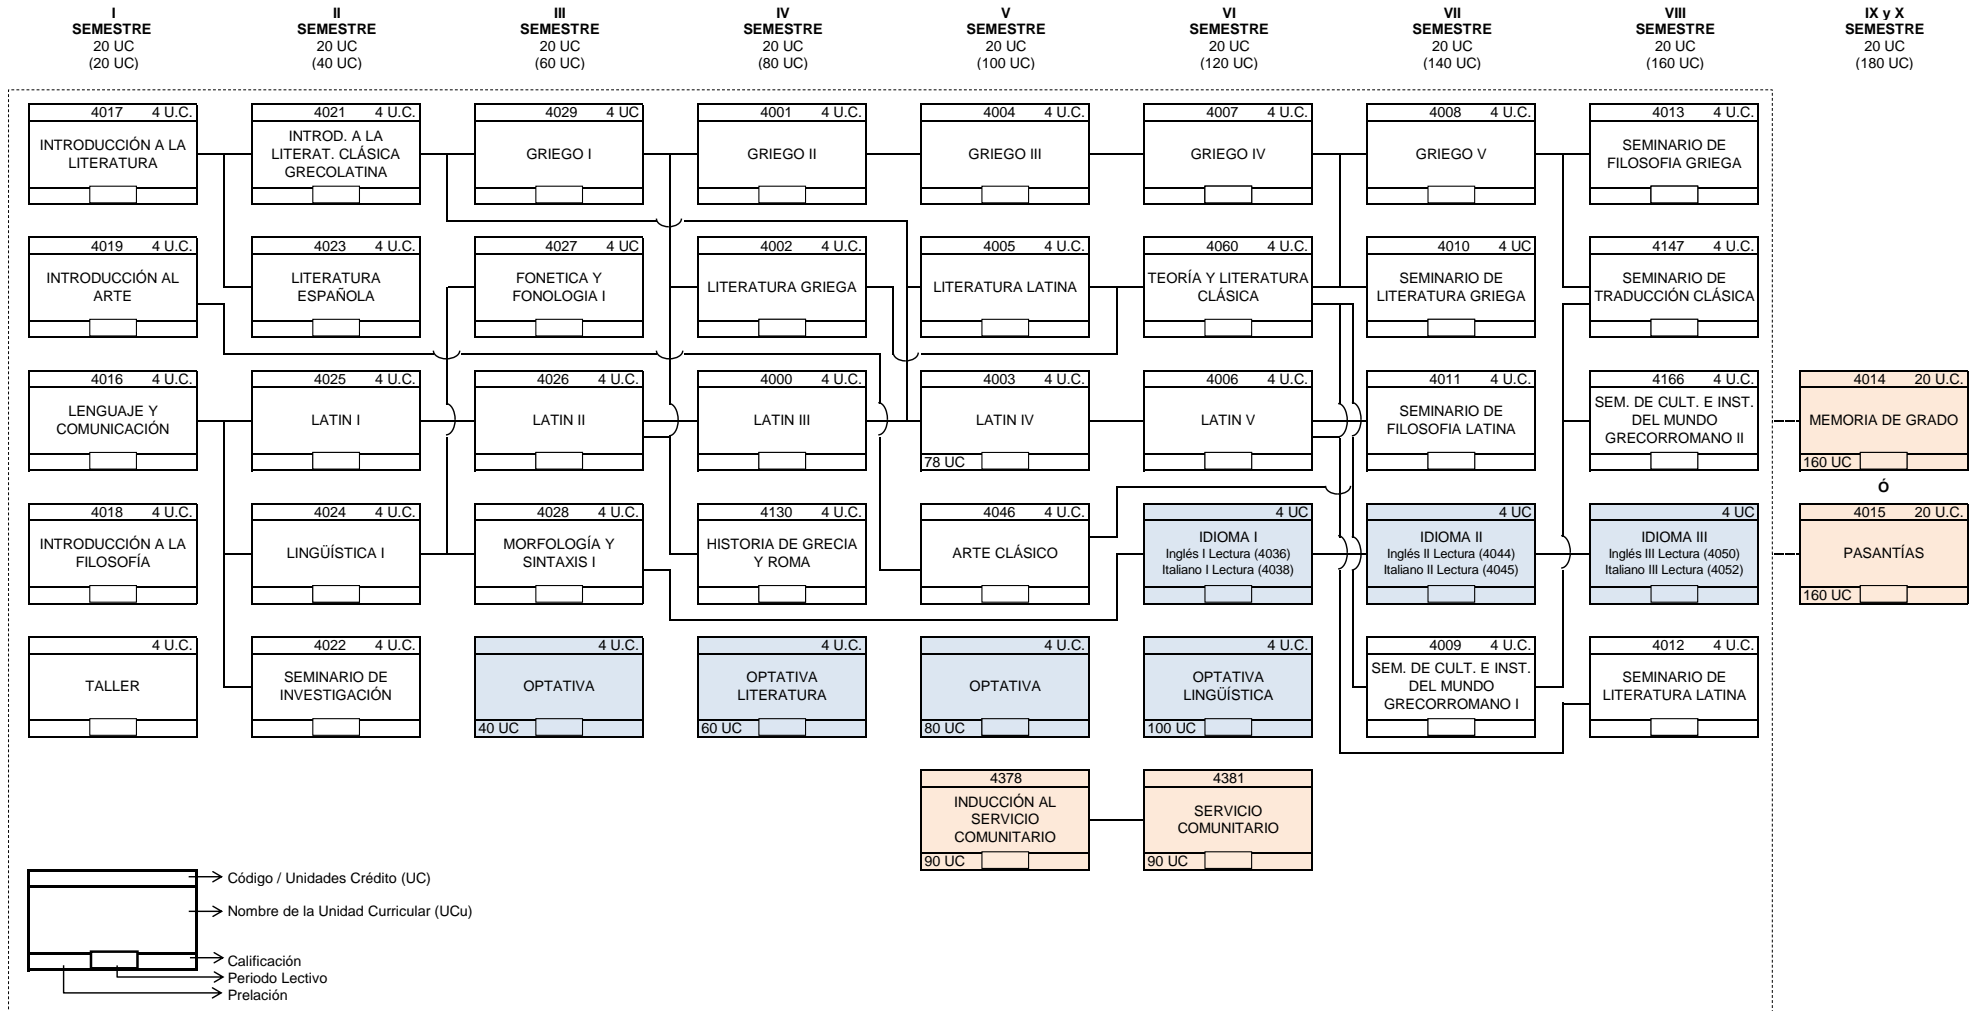 I
SEMESTRE
20 UC
(20 UC)
II
SEMESTRE
20 UC
(40 UC)
III
SEMESTRE
20 UC
(60 UC)
IV
SEMESTRE
20 UC
(80 UC)
V
SEMESTRE
20 UC
(100 UC)
VI
SEMESTRE
20 UC
(120 UC)
VII
SEMESTRE
20 UC
(140 UC)
VIII
SEMESTRE
20 UC
(160 UC)
IX y X
SEMESTRE
20 UC
(180 UC)
4017 4 U.C.
INTRODUCCIÓN A LA
LITERATURA
4021 4 U.C.
INTROD. A LA
LITERAT. CLÁSICA
GRECOLATINA
4029 4 UC
GRIEGO I
4001 4 U.C.
GRIEGO II
4004 4 U.C.
GRIEGO III
4007 4 U.C.
GRIEGO IV
4008 4 U.C.
GRIEGO V
4013 4 U.C.
SEMINARIO DE
FILOSOFIA GRIEGA
4019 4 U.C.
INTRODUCCIÓN AL
ARTE
4023 4 U.C.
LITERATURA
ESPAÑOLA
4027 4 UC
FONETICA Y
FONOLOGIA I
4002 4 U.C.
LITERATURA GRIEGA
4005 4 U.C.
LITERATURA LATINA
4060 4 U.C.
TEORÍA Y LITERATURA
CLÁSICA
4010 4 UC
SEMINARIO DE
LITERATURA GRIEGA
4147 4 U.C.
SEMINARIO DE
TRADUCCIÓN CLÁSICA
4016 4 U.C.
LENGUAJE Y
COMUNICACIÓN
4025 4 U.C.
LATIN I
4026 4 U.C.
LATIN II
4000 4 U.C.
LATIN III
4003 4 U.C.
LATIN IV
78 UC
4006 4 U.C.
LATIN V
4011 4 U.C.
SEMINARIO DE
FILOSOFIA LATINA
4166 4 U.C.
SEM. DE CULT. E INST.
DEL MUNDO
GRECORROMANO II
4014 20 U.C.
MEMORIA DE GRADO
160 UC
Ó
4018 4 U.C.
INTRODUCCIÓN A LA
FILOSOFÍA
4024 4 U.C.
LINGÜÍSTICA I
4028 4 U.C.
MORFOLOGÍA Y
SINTAXIS I
4130 4 U.C.
HISTORIA DE GRECIA
Y ROMA
4046 4 U.C.
ARTE CLÁSICO
4 UC
IDIOMA I
Inglés I Lectura (4036)
Italiano I Lectura (4038)
4 UC
IDIOMA II
Inglés II Lectura (4044)
Italiano II Lectura (4045)
4 UC
IDIOMA III
Inglés III Lectura (4050)
Italiano III Lectura (4052)
4015 20 U.C.
PASANTÍAS
160 UC
4 U.C.
TALLER
4022 4 U.C.
SEMINARIO DE
INVESTIGACIÓN
4 U.C.
OPTATIVA
40 UC
4 U.C.
OPTATIVA
LITERATURA
60 UC
4 U.C.
OPTATIVA
80 UC
4 U.C.
OPTATIVA
LINGÜÍSTICA
100 UC
4009 4 U.C.
SEM. DE CULT. E INST.
DEL MUNDO
GRECORROMANO I
4012 4 U.C.
SEMINARIO DE
LITERATURA LATINA
4378
INDUCCIÓN AL
SERVICIO
COMUNITARIO
90 UC
4381
SERVICIO
COMUNITARIO
90 UC
Código / Unidades Crédito (UC)
Nombre de la Unidad Curricular (UCu)
Calificación
Periodo Lectivo
Prelación